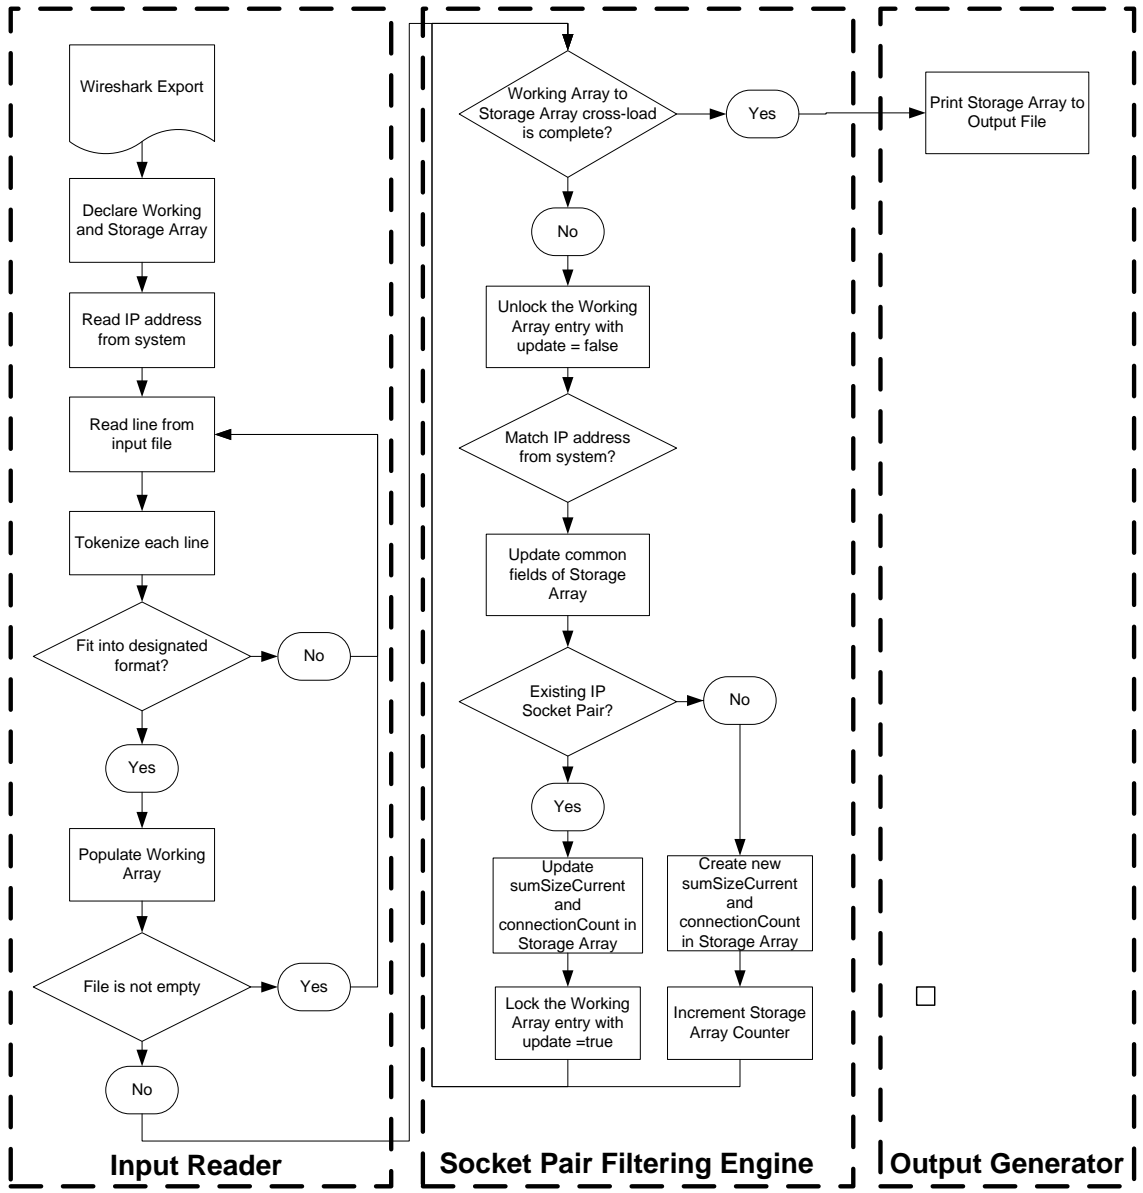 Wireshark Export
Declare Working
and Storage Array
Read IP address
from system
Read line from
input file
Tokenize each line
Fit into designated
format?
No
Yes
Populate Working
Array
File is not empty
Yes
No
Input Reader
Working Array to
Storage Array cross-load
is complete?
Yes
No
Unlock the Working
Array entry with
update = false
Match IP address
from system?
Update common
fields of Storage
Array
Existing IP
Socket Pair?
No
Yes
Update
sumSizeCurrent
and
connectionCount in
Storage Array
Create new
sumSizeCurrent
and
connectionCount
in Storage Array
Lock the Working
Array entry with
update =true
Increment Storage
Array Counter
Socket Pair Filtering Engine
Print Storage Array to
Output File
Output Generator